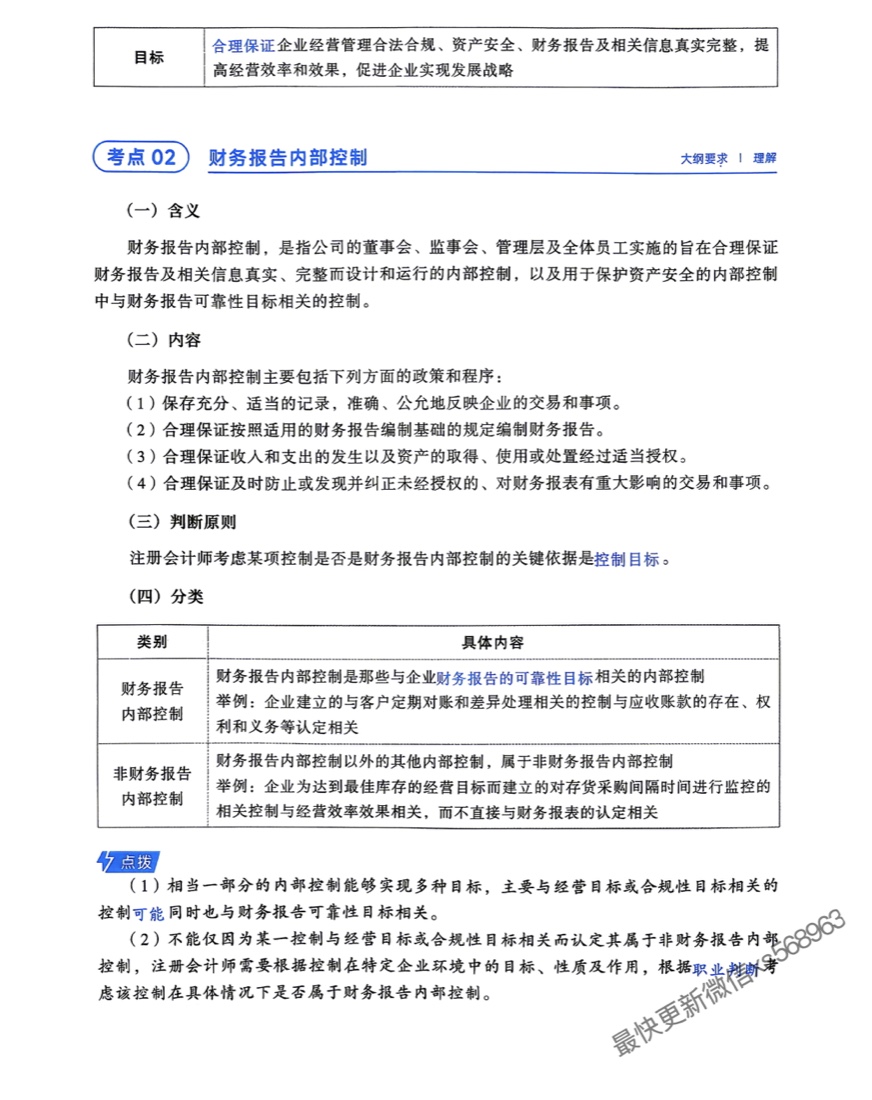 目标
合理保证企业经营管理合法合规、资产安全、财务报告及相关信息真实完整，提
高经营效率和效果，促进企业实现发展战略
考点 02 财务报告内部控制 大纲要求 | 理解
（一）含义
财务报告内部控制，是指公司的董事会、监事会、管理层及全体员工实施的旨在合理保证
财务报告及相关信息真实、完整而设计和运行的内部控制，以及用于保护资产安全的内部控制
中与财务报告可靠性目标相关的控制。
（二）内容
财务报告内部控制主要包括下列方面的政策和程序：
（1）保存充分、适当的记录，准确、公允地反映企业的交易和事项。
（2）合理保证按照适用的财务报告编制基础的规定编制财务报告。
（3）合理保证收入和支出的发生以及资产的取得、使用或处置经过适当授权。
（4）合理保证及时防止或发现并纠正未经授权的、对财务报表有重大影响的交易和事项。
（三）判断原则
注册会计师考虑某项控制是否是财务报告内部控制的关键依据是控制目标。
（四）分类
类别 具体内容
财务报告
内部控制
财务报告内部控制是那些与企业财务报告的可靠性目标相关的内部控制
举例：企业建立的与客户定期对账和差异处理相关的控制与应收账款的存在、权
利和义务等认定相关
非财务报告
内部控制
财务报告内部控制以外的其他内部控制，属于非财务报告内部控制
举例：企业为达到最佳库存的经营目标而建立的对存货采购间隔时间进行监控的
相关控制与经营效率效果相关，而不直接与财务报表的认定相关
点拨
（1）相当一部分的内部控制能够实现多种目标，主要与经营目标或合规性目标相关的
控制可能同时也与财务报告可靠性目标相关。
（2）不能仅因为某一控制与经营目标或合规性目标相关而认定其属于非财务报告内部
控制，注册会计师需要根据控制在特定企业环境中的目标、性质及作用，根据职业判断考
虑该控制在具体情况下是否属于财务报告内部控制。
最快更新微信xs568963